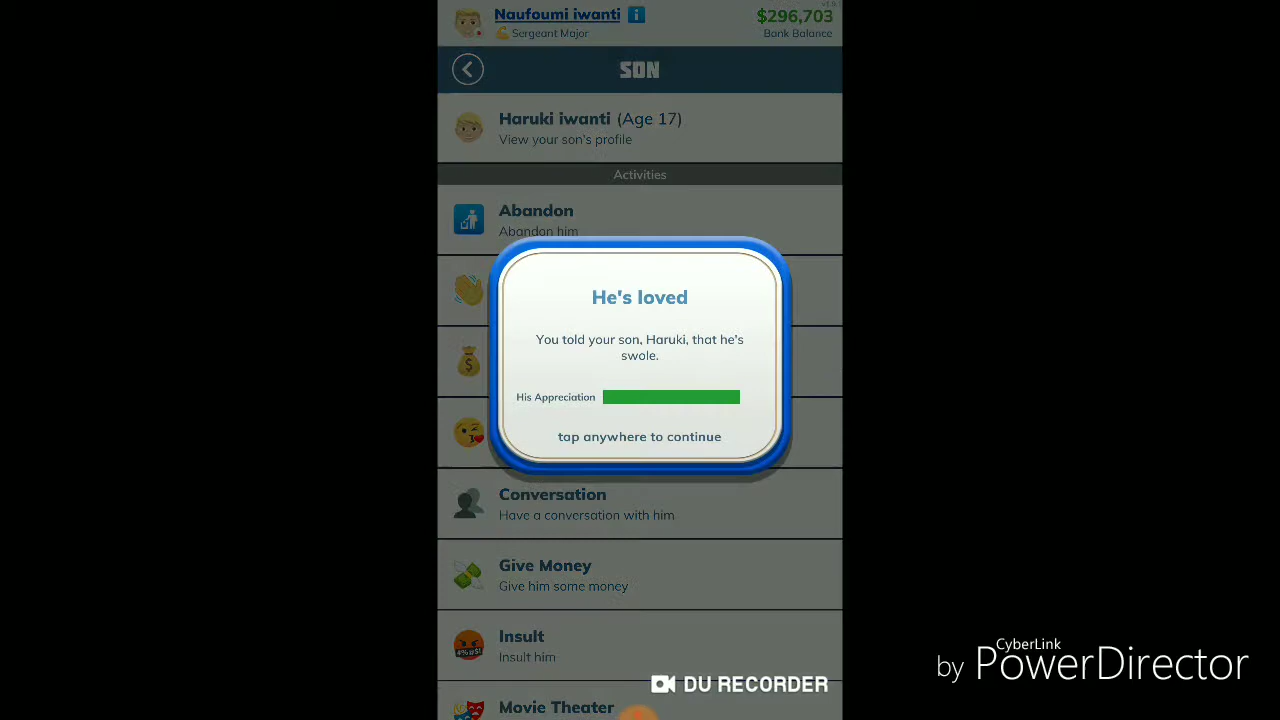 Naufoumi iwanti
Sergeant Major
$296,703
Bank Balance
SON
Haruki iwanti (Age 17)
View your son's profile
Activities
Abandon
Abandon him
He's loved
You told your son, Haruki, that he's
swole.
His Appreciation
tap anywhere to continue
Conversation
Have a conversation with him
Give Money
Give him some money
Insult
Insult him
Movie Theater
DU RECORDER
CyberLink
by PowerDirector